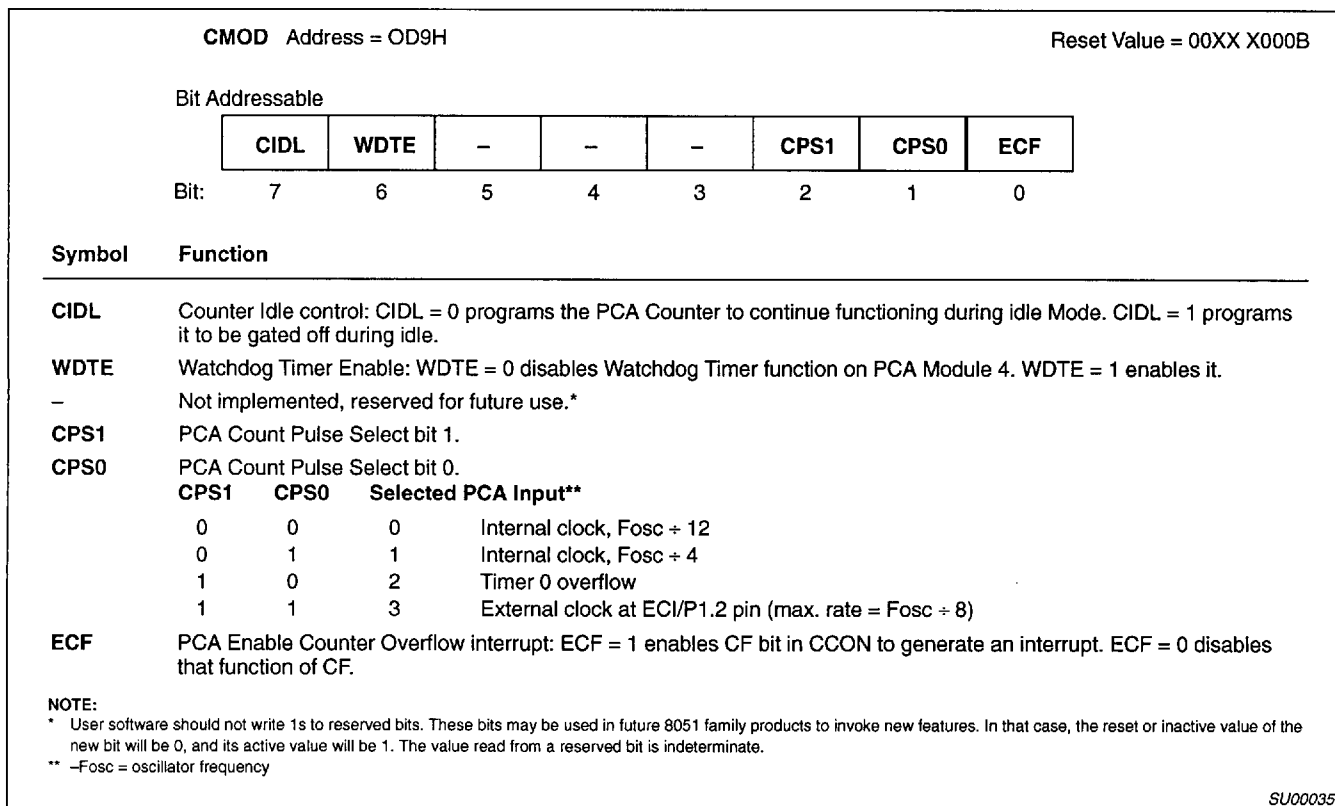 CMOD Address = OD9H Reset Value = 00XX X000B
Bit Addressable
CIDL WDTE – – – CPS1 CPS0 ECF
Bit: 7 6 5 4 3 2 1 0
Symbol Function
CIDL Counter Idle control: CIDL = 0 programs the PCA Counter to continue functioning during idle Mode. CIDL = 1 programs
it to be gated off during idle.
WDTE Watchdog Timer Enable: WDTE = 0 disables Watchdog Timer function on PCA Module 4. WDTE = 1 enables it.
– Not implemented, reserved for future use.*
CPS1 PCA Count Pulse Select bit 1.
CPS0 PCA Count Pulse Select bit 0.
CPS1 CPS0 Selected PCA Input**
0 0 0 Internal clock, Fosc ÷ 12
0 1 1 Internal clock, Fosc ÷ 4
1 0 2 Timer 0 overflow
1 1 3 External clock at ECI/P1.2 pin (max. rate = Fosc ÷ 8)
ECF PCA Enable Counter Overflow interrupt: ECF = 1 enables CF bit in CCON to generate an interrupt. ECF = 0 disables
that function of CF.
NOTE:
* User software should not write 1s to reserved bits. These bits may be used in future 8051 family products to invoke new features. In that case, the reset or inactive value of the
new bit will be 0, and its active value will be 1. The value read from a reserved bit is indeterminate.
** –Fosc = oscillator frequency
SU00035